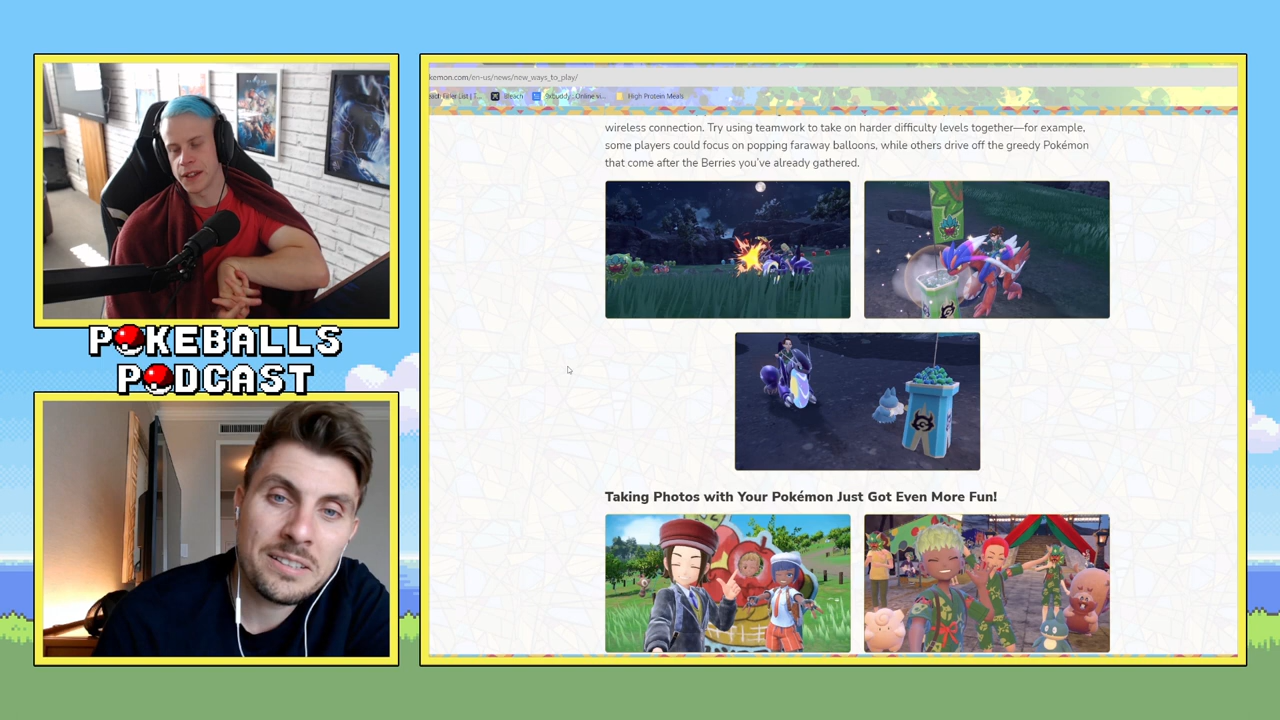 kemon.com/en-us/news/new_ways_to_play/
Bleach
High Protein Meals
wireless connection. Try using teamwork to take on harder difficulty levels together—for example,
some players could focus on popping faraway balloons, while others drive off the greedy Pokémon
that come after the Berries you've already gathered.
POKEBALLS
PODCAST
Taking Photos with Your Pokémon Just Got Even More Fun!